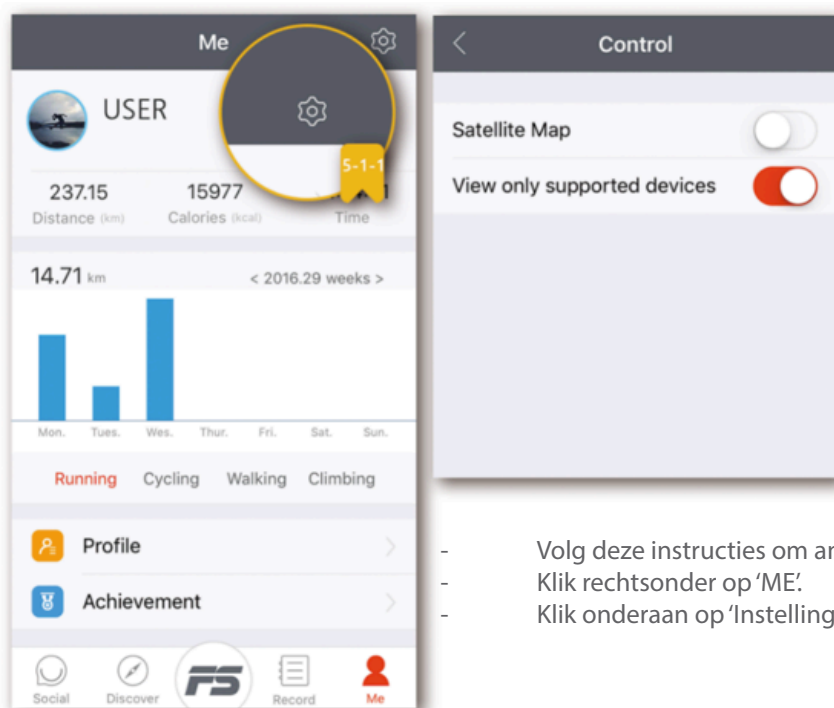 Me
USER
5-1-1
237.15 15977
Distance (km) Calories (kcal) Time
14.71 km < 2016.29 weeks >
Mon. Tues. Wes. Thur. Fri. Sat. Sun.
Running Cycling Walking Climbing
Profile
Achievement
FS
Social Discover Record Me
Control
Satellite Map
View only supported devices
- Volg deze instructies om
- Klik rechtsonder op ‘ME’.
- Klik onderaan op ‘Instelling